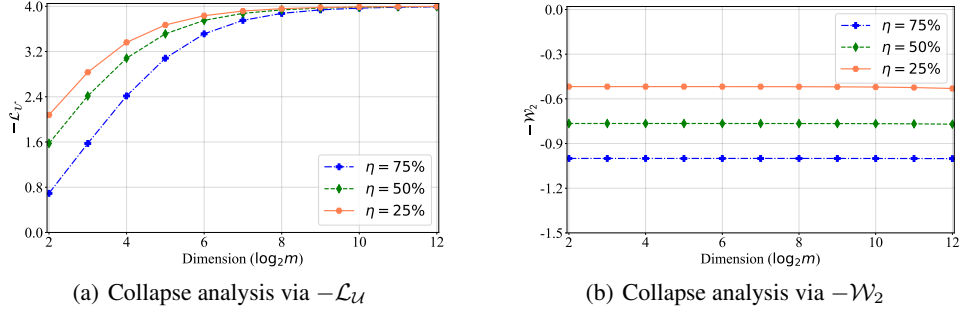 4.0
3.2
2.4
1.6
0.8
0.0
−𝓛_𝒰
2 4 6 8 10 12
Dimension (log₂m)
η = 75%
η = 50%
η = 25%
(a) Collapse analysis via −𝓛_𝒰
-0.0
-0.3
-0.6
-0.9
-1.2
-1.5
−𝒲₂
2 4 6 8 10 12
Dimension (log₂m)
η = 75%
η = 50%
η = 25%
(b) Collapse analysis via −𝒲₂